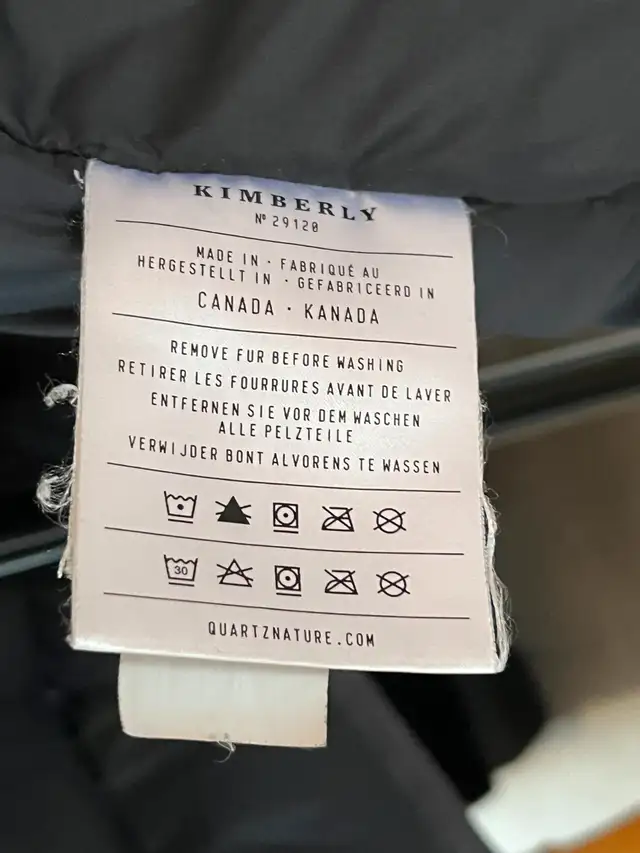 KIMBERLY
Nº 29120
MADE IN · FABRIQUÉ AU
HERGESTELLT IN · GEFABRICEERD IN
CANADA · KANADA
REMOVE FUR BEFORE WASHING
RETIRER LES FOURRURES AVANT DE LAVER
ENTFERNEN SIE VOR DEM WASCHEN
ALLE PELZTEILE
VERWIJDER BONT ALVORENS TE WASSEN
30
QUARTZNATURE.COM